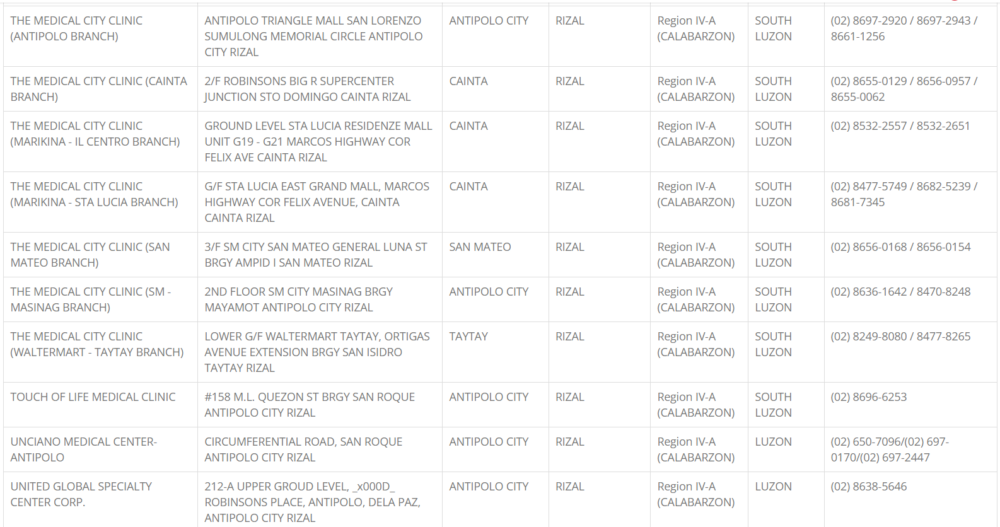 THE MEDICAL CITY CLINIC
(ANTIPOLO BRANCH)
ANTIPOLO TRIANGLE MALL SAN LORENZO
SUMULONG MEMORIAL CIRCLE ANTIPOLO
CITY RIZAL
ANTIPOLO CITY
RIZAL
Region IV-A
(CALABARZON)
SOUTH
LUZON
(02) 8697-2920 / 8697-2943 /
8661-1256
THE MEDICAL CITY CLINIC (CAINTA
BRANCH)
2/F ROBINSONS BIG R SUPERCENTER
JUNCTION STO DOMINGO CAINTA RIZAL
CAINTA
RIZAL
Region IV-A
(CALABARZON)
SOUTH
LUZON
(02) 8655-0129 / 8656-0957 /
8655-0062
THE MEDICAL CITY CLINIC
(MARIKINA - IL CENTRO BRANCH)
GROUND LEVEL STA LUCIA RESIDENZE MALL
UNIT G19 - G21 MARCOS HIGHWAY COR
FELIX AVE CAINTA RIZAL
CAINTA
RIZAL
Region IV-A
(CALABARZON)
SOUTH
LUZON
(02) 8532-2557 / 8532-2651
THE MEDICAL CITY CLINIC
(MARIKINA - STA LUCIA BRANCH)
G/F STA LUCIA EAST GRAND MALL, MARCOS
HIGHWAY COR FELIX AVENUE, CAINTA
CAINTA RIZAL
CAINTA
RIZAL
Region IV-A
(CALABARZON)
SOUTH
LUZON
(02) 8477-5749 / 8682-5239 /
8681-7345
THE MEDICAL CITY CLINIC (SAN
MATEO BRANCH)
3/F SM CITY SAN MATEO GENERAL LUNA ST
BRGY AMPID I SAN MATEO RIZAL
SAN MATEO
RIZAL
Region IV-A
(CALABARZON)
SOUTH
LUZON
(02) 8656-0168 / 8656-0154
THE MEDICAL CITY CLINIC (SM -
MASINAG BRANCH)
2ND FLOOR SM CITY MASINAG BRGY
MAYAMOT ANTIPOLO CITY RIZAL
ANTIPOLO CITY
RIZAL
Region IV-A
(CALABARZON)
SOUTH
LUZON
(02) 8636-1642 / 8470-8248
THE MEDICAL CITY CLINIC
(WALTERMART - TAYTAY BRANCH)
LOWER G/F WALTERMART TAYTAY, ORTIGAS
AVENUE EXTENSION BRGY SAN ISIDRO
TAYTAY RIZAL
TAYTAY
RIZAL
Region IV-A
(CALABARZON)
SOUTH
LUZON
(02) 8249-8080 / 8477-8265
TOUCH OF LIFE MEDICAL CLINIC
#158 M.L. QUEZON ST BRGY SAN ROQUE
ANTIPOLO CITY RIZAL
ANTIPOLO CITY
RIZAL
Region IV-A
(CALABARZON)
SOUTH
LUZON
(02) 8696-6253
UNCIANO MEDICAL CENTER-
ANTIPOLO
CIRCUMFERENTIAL ROAD, SAN ROQUE
ANTIPOLO CITY RIZAL
ANTIPOLO CITY
RIZAL
Region IV-A
(CALABARZON)
LUZON
(02) 650-7096/(02) 697-
0170/(02) 697-2447
UNITED GLOBAL SPECIALTY
CENTER CORP.
212-A UPPER GROUD LEVEL, _x000D_
ROBINSONS PLACE, ANTIPOLO, DELA PAZ,
ANTIPOLO CITY RIZAL
ANTIPOLO CITY
RIZAL
Region IV-A
(CALABARZON)
LUZON
(02) 8638-5646